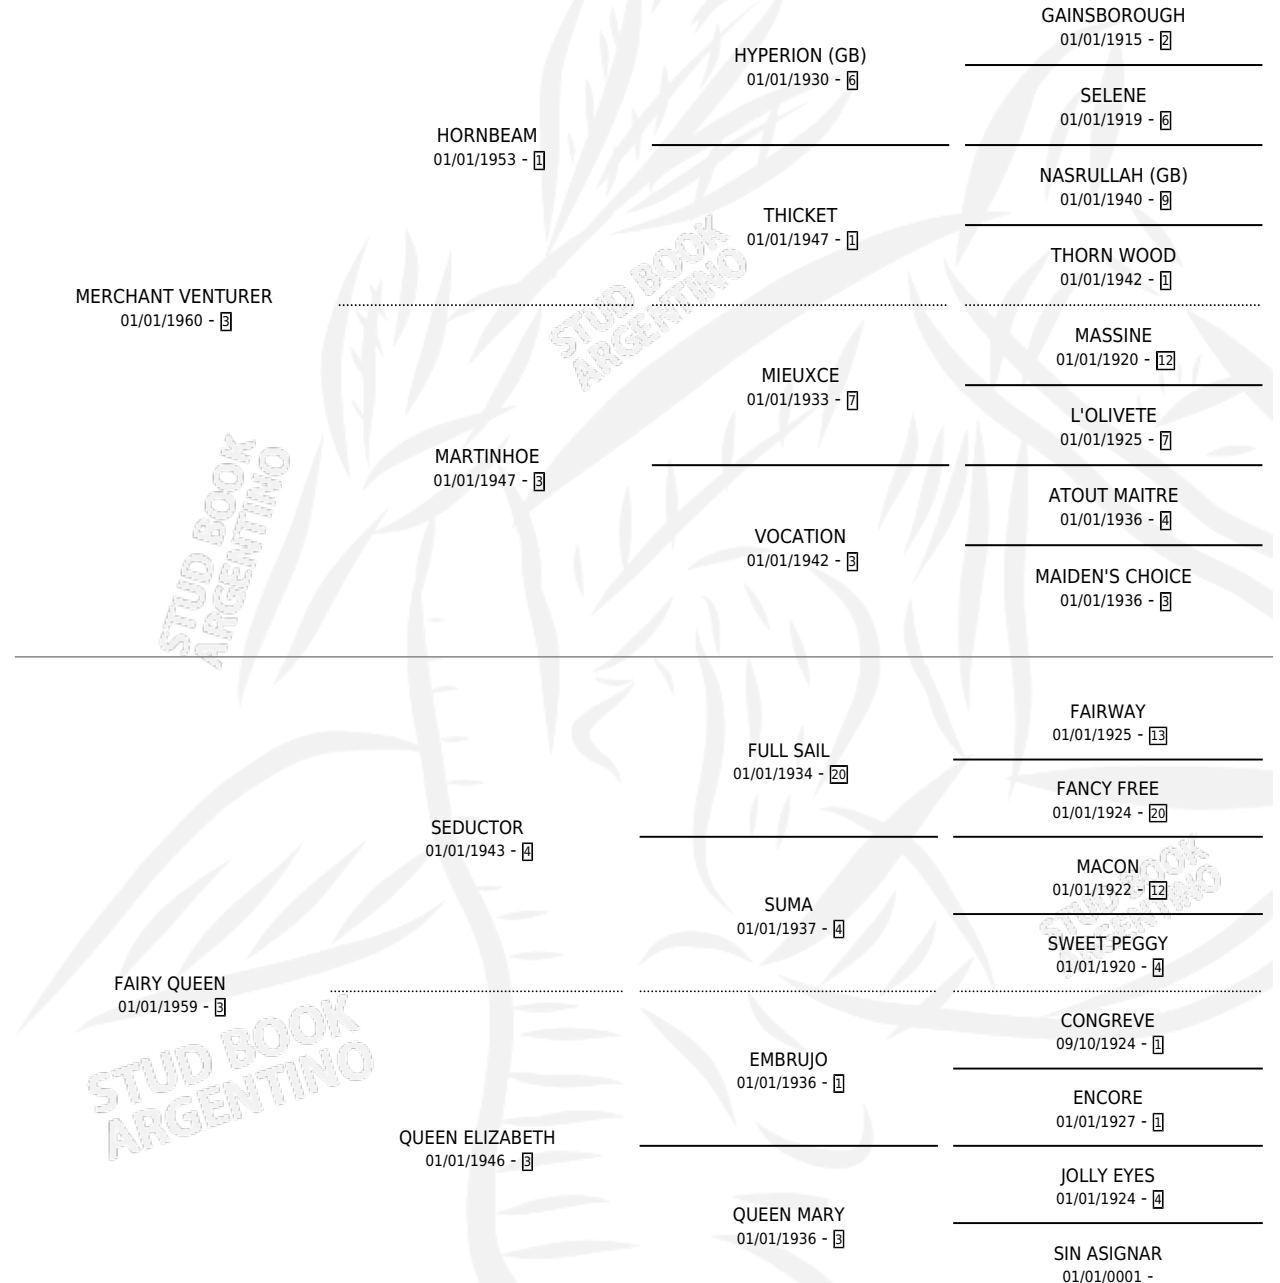 GAINSBOROUGH
01/01/1915 - 2
HYPERION (GB)
01/01/1930 - 6
SELENE
01/01/1919 - 6
HORNBEAM
01/01/1953 - 1
NASRULLAH (GB)
01/01/1940 - 9
THICKET
01/01/1947 - 1
THORN WOOD
01/01/1942 - 1
MERCHANT VENTURER
01/01/1960 - 3
MASSINE
01/01/1920 - 12
MIEUXCE
01/01/1933 - 7
L'OLIVETE
01/01/1925 - 7
MARTINHOE
01/01/1947 - 3
ATOUT MAITRE
01/01/1936 - 4
VOCATION
01/01/1942 - 3
MAIDEN'S CHOICE
01/01/1936 - 3
FAIRWAY
01/01/1925 - 13
FULL SAIL
01/01/1934 - 20
FANCY FREE
01/01/1924 - 20
SEDUCTOR
01/01/1943 - 4
MACON
01/01/1922 - 12
SUMA
01/01/1937 - 4
SWEET PEGGY
01/01/1920 - 4
FAIRY QUEEN
01/01/1959 - 3
CONGREVE
09/10/1924 - 1
EMBRUJO
01/01/1936 - 1
ENCORE
01/01/1927 - 1
QUEEN ELIZABETH
01/01/1946 - 3
JOLLY EYES
01/01/1924 - 4
QUEEN MARY
01/01/1936 - 3
SIN ASIGNAR
01/01/0001 -
STUD BOOK
ARGENTINO
STUD BOOK
ARGENTINO
STUD BOOK
ARGENTINO
STUD BOOK
ARGENTINO